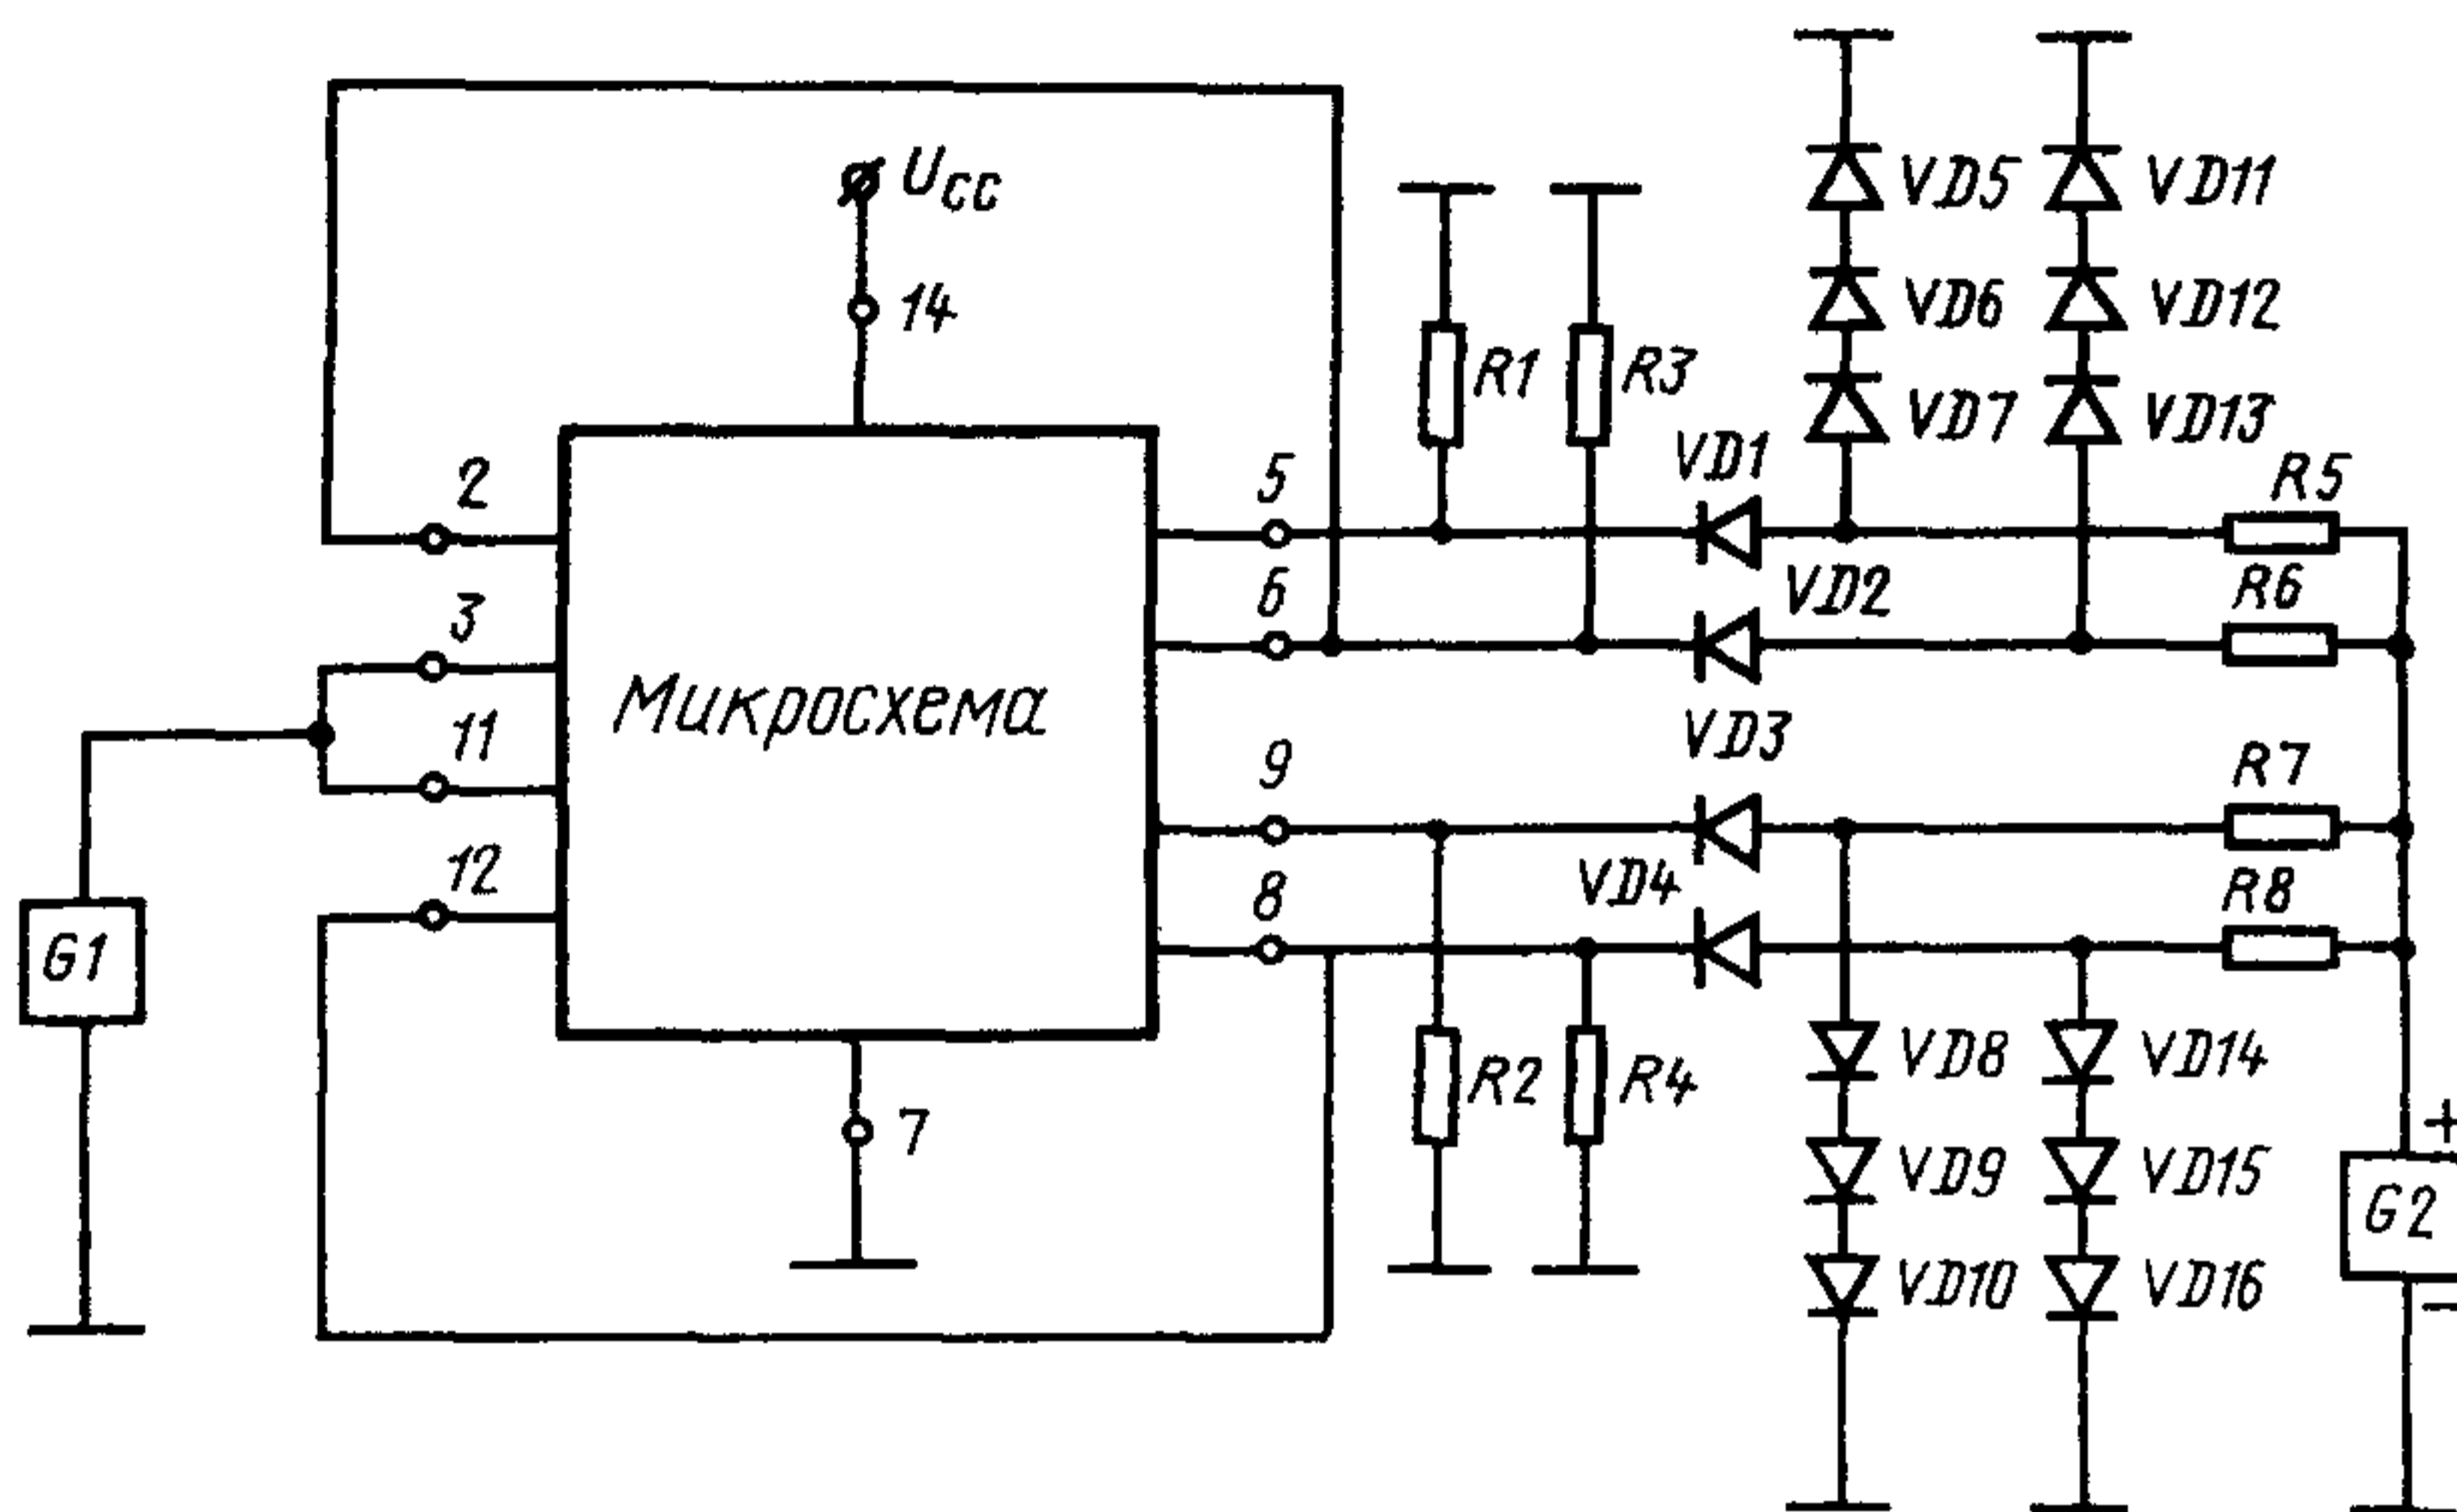 U_CC
14
2
3
11
12
Микросхема
G1
7
5
6
9
8
R1
R3
R2
R4
VD1
VD2
VD3
VD4
VD5
VD11
VD6
VD12
VD7
VD13
R5
R6
R7
R8
VD8
VD14
VD9
VD15
VD10
VD16
+
G2
−